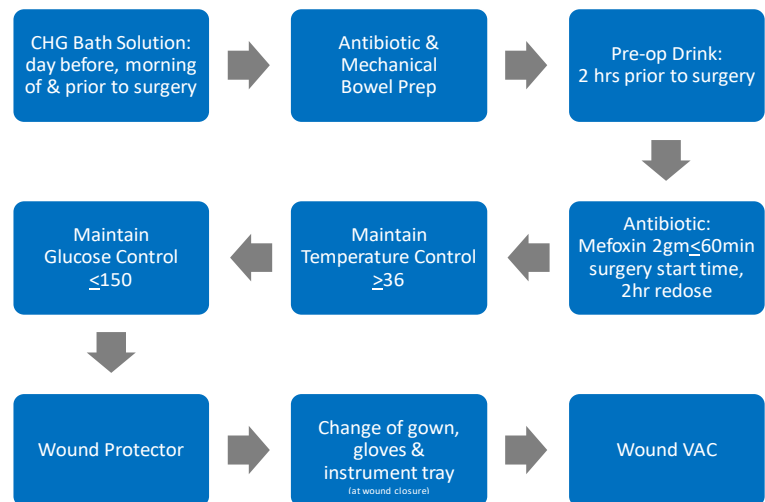 CHG Bath Solution:
day before, morning
of & prior to surgery
Antibiotic &
Mechanical
Bowel Prep
Pre-op Drink:
2 hrs prior to surgery
Antibiotic:
Mefoxin 2gm≤60min
surgery start time,
2hr redose
Maintain
Temperature Control
≥36
Maintain
Glucose Control
≤150
Wound Protector
Change of gown,
gloves &
instrument tray
(at wound closure)
Wound VAC